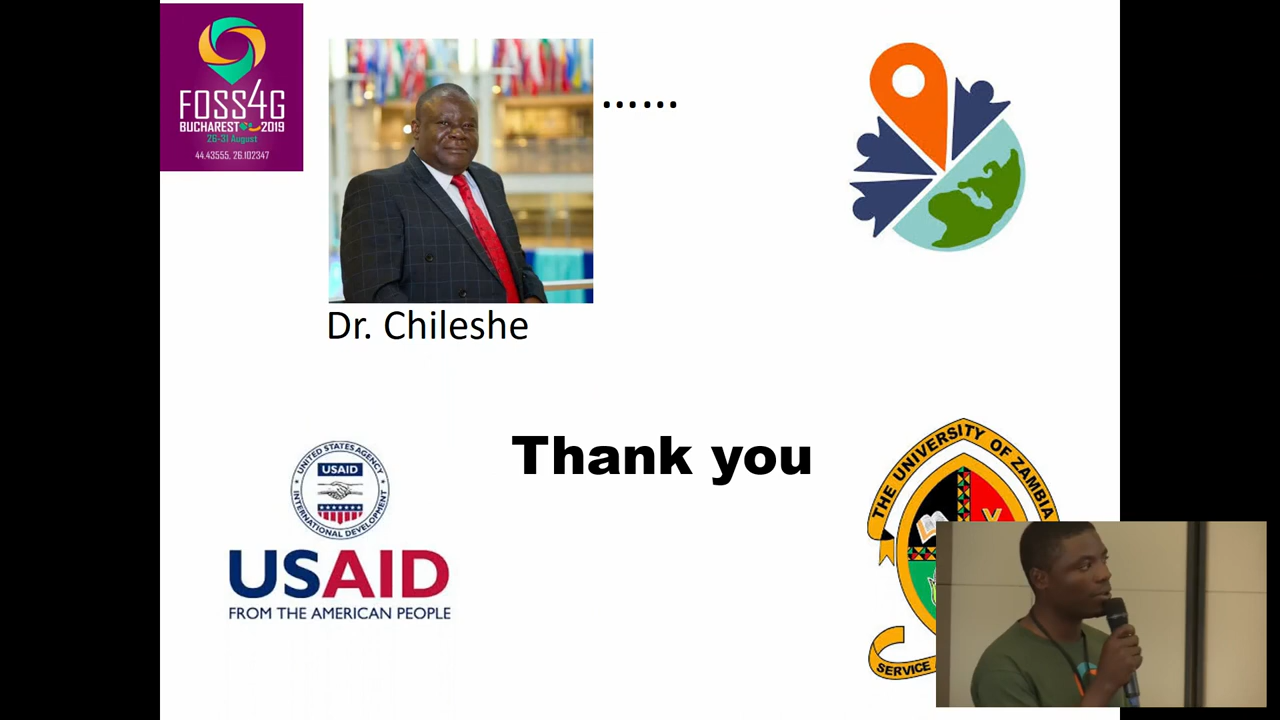 FOSS4G
BUCHAREST 2019
26-31 August
44.43555, 26.102347
......
Dr. Chileshe
Thank you
UNITED STATES AGENCY
USAID
INTERNATIONAL DEVELOPMENT
USAID
FROM THE AMERICAN PEOPLE
THE UNIVERSITY OF ZAMBIA
SERVICE